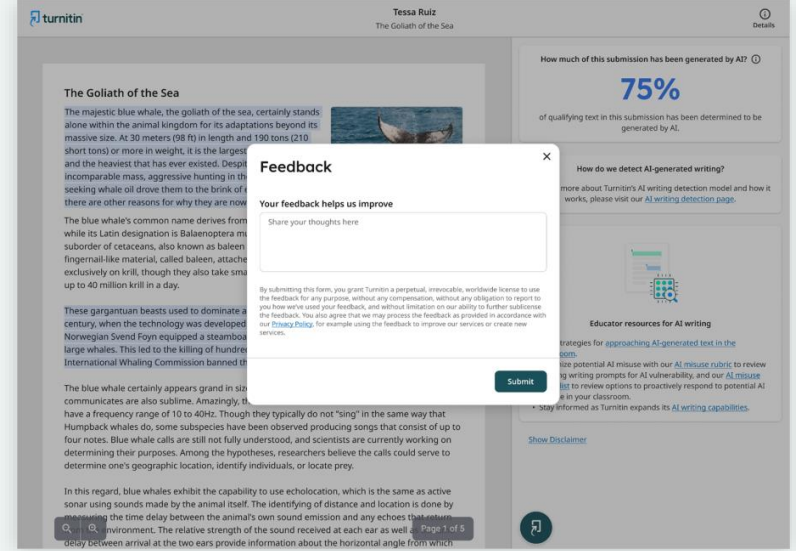 turnitin
Tessa Ruiz
The Goliath of the Sea
Details
The Goliath of the Sea
The majestic blue whale, the goliath of the sea, certainly stands
alone within the animal kingdom for its adaptations beyond its
massive size. At 30 meters (98 ft) in length and 190 tons (210
short tons) or more in weight, it is the largest
and the heaviest that has ever existed. Despit
incomparable mass, aggressive hunting in th
seeking whale oil drove them to the brink of e
there are other reasons for why they are now
The blue whale's common name derives from
while its Latin designation is Balaenoptera mu
suborder of cetaceans, also known as baleen
fingernail-like material, called baleen, attache
exclusively on krill, though they also take sma
up to 40 million krill in a day.
These gargantuan beasts used to dominate a
century, when the technology was developed
Norwegian Svend Foyn equipped a steamboa
large whales. This led to the killing of hundre
International Whaling Commission banned th
The blue whale certainly appears grand in siz
communicates are also sublime. Amazingly, th
have a frequency range of 10 to 40Hz. Though they typically do not "sing" in the same way that
Humpback whales do, some subspecies have been observed producing songs that consist of up to
four notes. Blue whale calls are still not fully understood, and scientists are currently working on
determining their purposes. Among the hypotheses, researchers believe the calls could serve to
determine one's geographic location, identify individuals, or locate prey.
In this regard, blue whales exhibit the capability to use echolocation, which is the same as active
sonar using sounds made by the animal itself. The identifying of distance and location is done by
measuring the time delay between the animal's own sound emission and any echoes that return
environment. The relative strength of the sound received at each ear as well
delay between arrival at the two ears provide information about the horizontal angle from which
Page 1 of 5
Feedback
Your feedback helps us improve
Share your thoughts here
By submitting this form, you grant Turnitin a perpetual, irrevocable, worldwide license to use
the feedback for any purpose, without any compensation, without any obligation to report to
you how we've used your feedback, and without limitation on our ability to further sublicense
the feedback. You also agree that we may process the feedback as provided in accordance with
our Privacy Policy, for example using the feedback to improve our services or create new
services.
Submit
How much of this submission has been generated by AI?
75%
of qualifying text in this submission has been determined to be
generated by AI.
How do we detect AI-generated writing?
more about Turnitin's AI writing detection model and how it
works, please visit our AI writing detection page.
Educator resources for AI writing
trategies for approaching AI-generated text in the
oom.
ize potential AI misuse with our AI misuse rubric to review
ng writing prompts for AI vulnerability, and our AI misuse
list to review options to proactively respond to potential AI
e in your classroom.
• Stay informed as Turnitin expands its AI writing capabilities.
Show Disclaimer